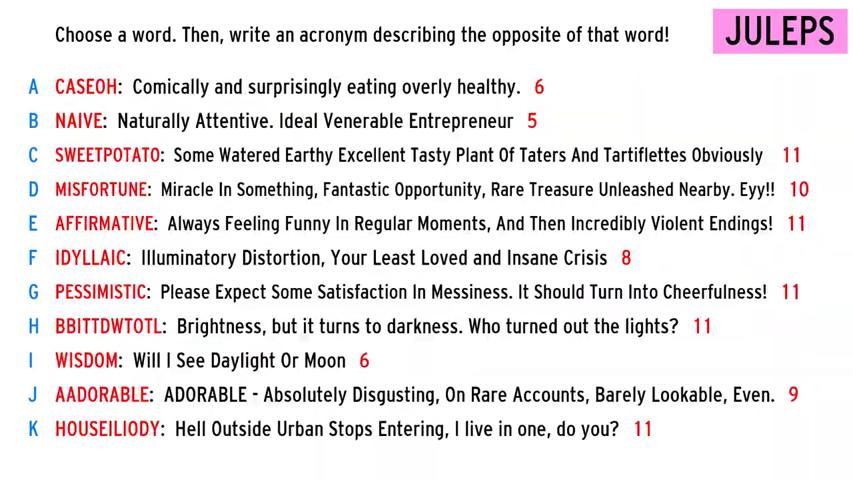 Choose a word. Then, write an acronym describing the opposite of that word!
JULEPS
A CASEOH: Comically and surprisingly eating overly healthy. 6
B NAIVE: Naturally Attentive. Ideal Venerable Entrepreneur 5
C SWEETPOTATO: Some Watered Earthy Excellent Tasty Plant Of Taters And Tartiflettes Obviously 11
D MISFORTUNE: Miracle In Something, Fantastic Opportunity, Rare Treasure Unleashed Nearby. Eyy!! 10
E AFFIRMATIVE: Always Feeling Funny In Regular Moments, And Then Incredibly Violent Endings! 11
F IDYLLAIC: Illuminatory Distortion, Your Least Loved and Insane Crisis 8
G PESSIMISTIC: Please Expect Some Satisfaction In Messiness. It Should Turn Into Cheerfulness! 11
H BBITTDWTOTL: Brightness, but it turns to darkness. Who turned out the lights? 11
I WISDOM: Will I See Daylight Or Moon 6
J AADORABLE: ADORABLE - Absolutely Disgusting, On Rare Accounts, Barely Lookable, Even. 9
K HOUSEILIODY: Hell Outside Urban Stops Entering, I live in one, do you? 11